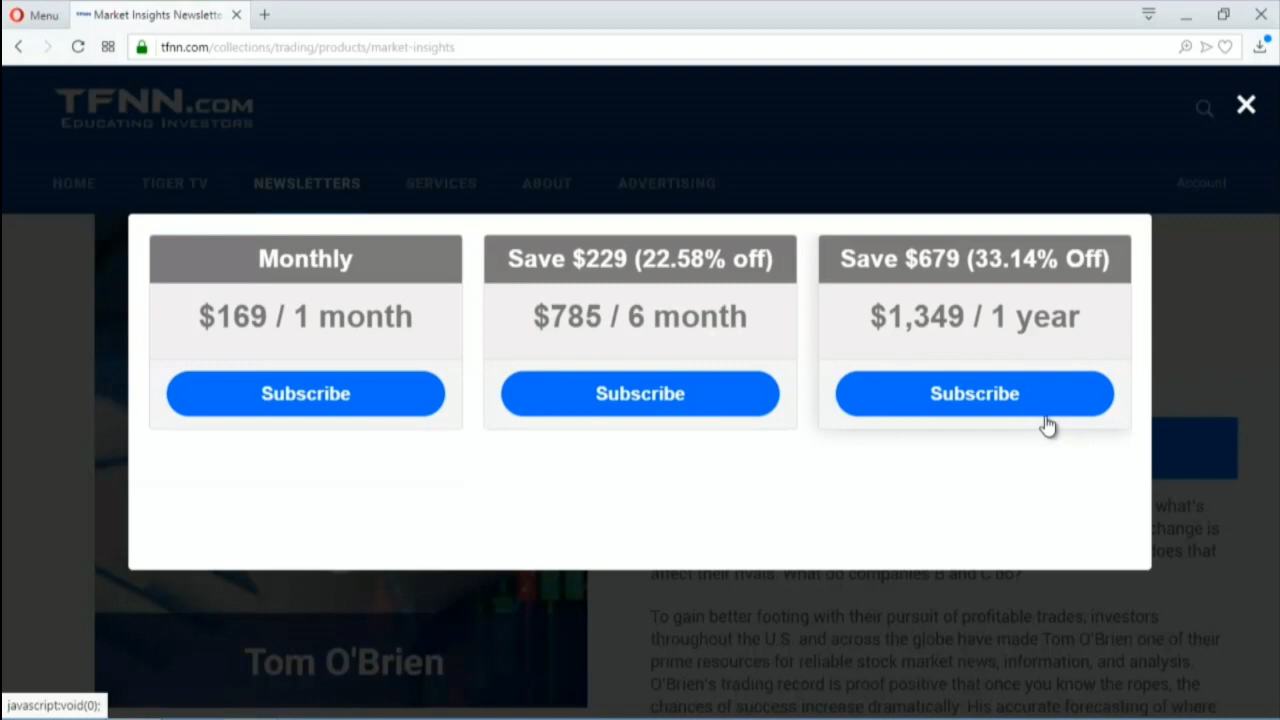 Menu
Market Insights Newslette
tfnn.com/collections/trading/products/market-insights
TFNN.COM
EDUCATING INVESTORS
HOME TIGER TV NEWSLETTERS SERVICES ABOUT ADVERTISING Account
Monthly
$169 / 1 month
Subscribe
Save $229 (22.58% off)
$785 / 6 month
Subscribe
Save $679 (33.14% Off)
$1,349 / 1 year
Subscribe
what's
change is
does that
affect their rivals. What do companies B and C do?
To gain better footing with their pursuit of profitable trades, investors
throughout the U.S. and across the globe have made Tom O'Brien one of their
prime resources for reliable stock market news, information, and analysis.
O'Brien's trading record is proof positive that once you know the ropes, the
chances of success increase dramatically. His accurate forecasting of where
Tom O'Brien
javascript:void(0);